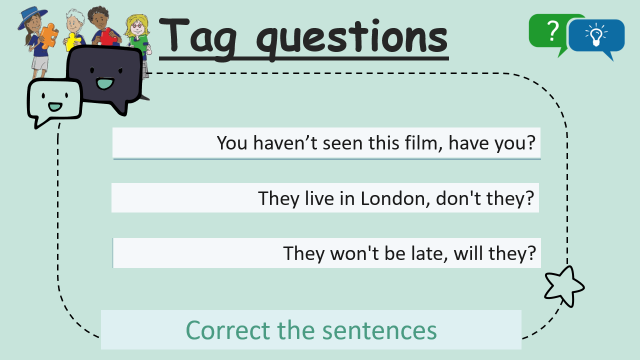 Tag questions
?
You haven’t seen this film, have you?
They live in London, don't they?
They won't be late, will they?
Correct the sentences